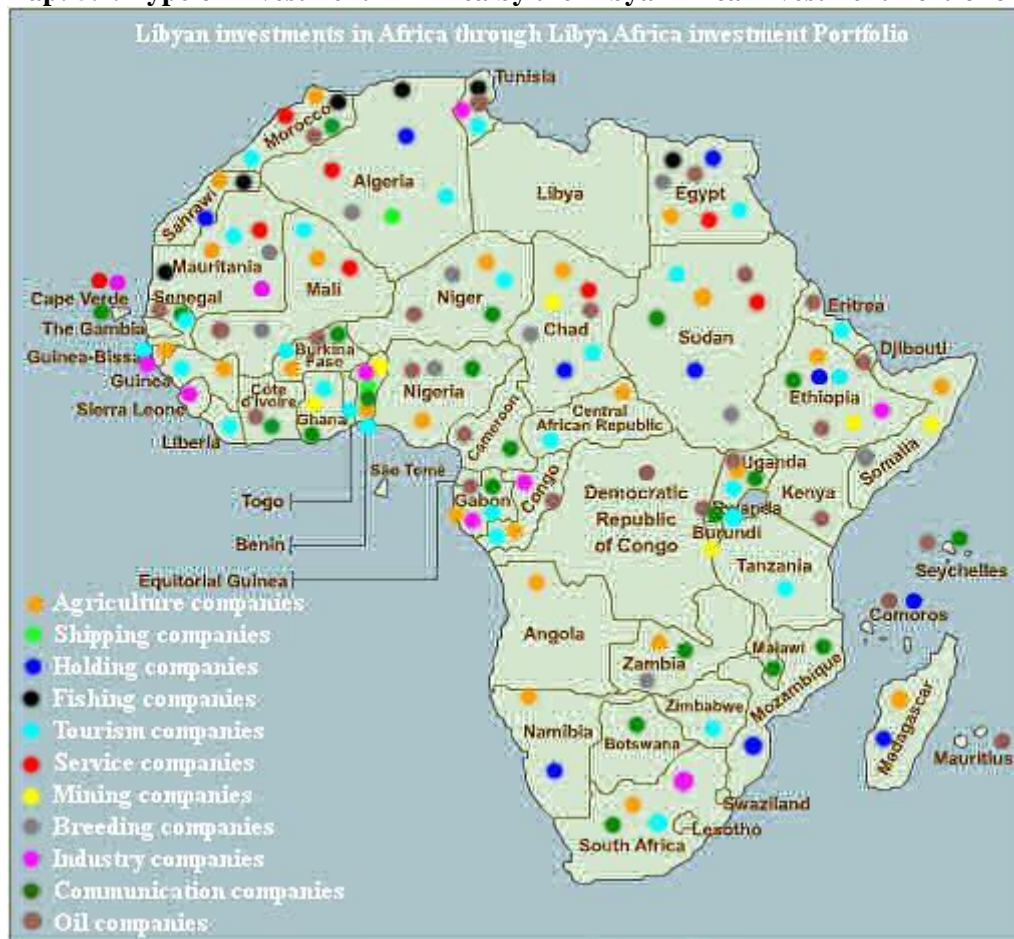 Libyan investments in Africa through Libya Africa investment Portfolio
Tunisia
Morocco
Algeria
Libya
Egypt
Sahrawi
Mauritania
Mali
Niger
Chad
Sudan
Eritrea
Djibouti
Cape Verde
Senegal
The Gambia
Guinea-Bissa
Guinea
Sierra Leone
Liberia
Burkina
Faso
Côte
d'Ivoire
Ghana
Nigeria
Cameroon
Central
African Republic
Ethiopia
Somalia
São Tomé
Gabon
Congo
Democratic
Republic
of Congo
Uganda
Kenya
Rwanda
Burundi
Tanzania
Togo
Benin
Equitorial Guinea
Seychelles
Comoros
Angola
Zambia
Malawi
Mozambique
Zimbabwe
Namibia
Botswana
Madagascar
Mauritius
Swaziland
Lesotho
South Africa
Agriculture companies
Shipping companies
Holding companies
Fishing companies
Tourism companies
Service companies
Mining companies
Breeding companies
Industry companies
Communication companies
Oil companies